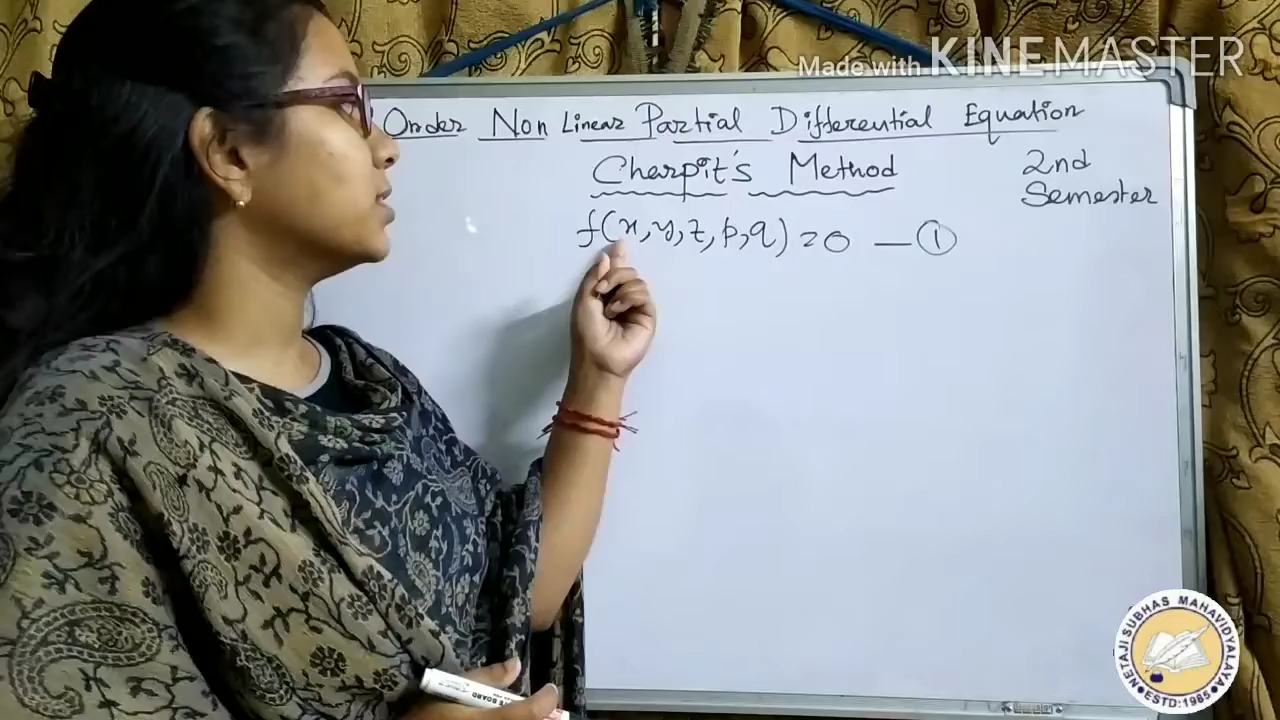 Made with KINEMASTER
Order Non Linear Partial Differential Equation
Charpit's Method
2nd
Semester
f(x, y, z, p, q) = 0 — ①
NETAJI SUBHAS MAHAVIDYALAYA
ESTD:1985